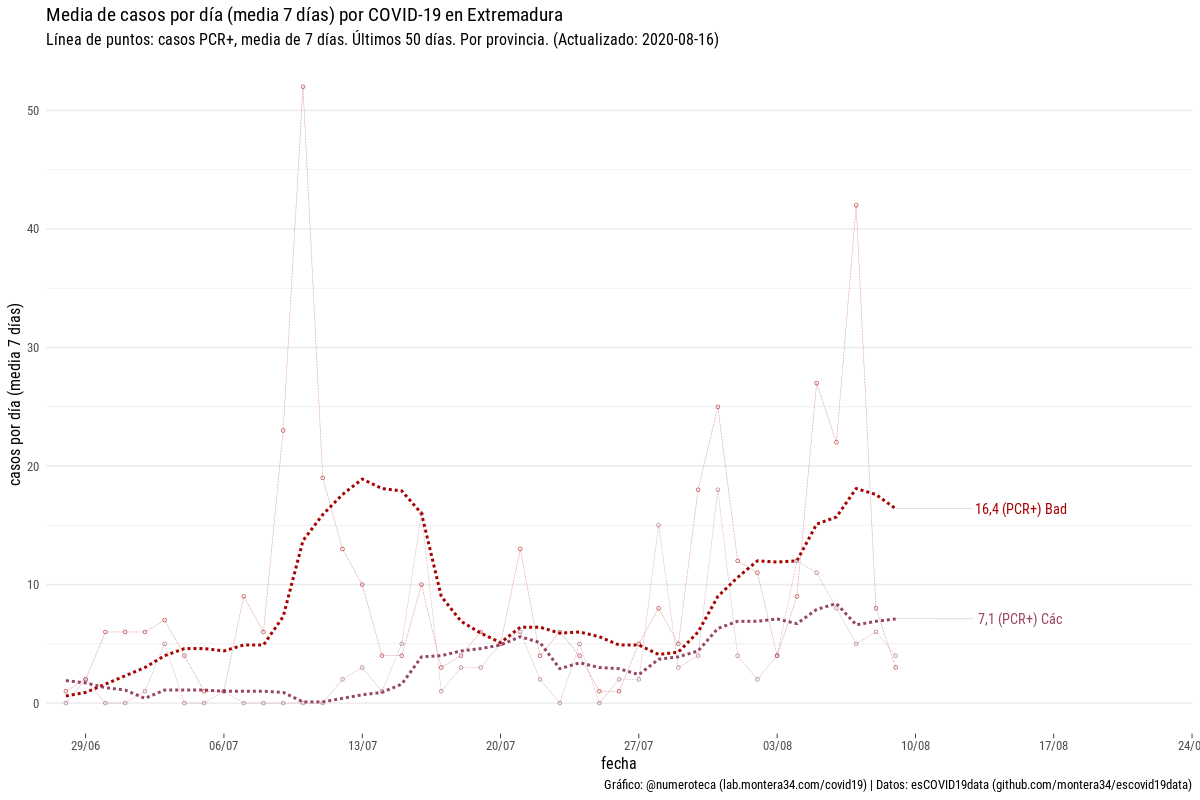 Media de casos por día (media 7 días) por COVID-19 en Extremadura
Línea de puntos: casos PCR+, media de 7 días. Últimos 50 días. Por provincia. (Actualizado: 2020-08-16)
casos por día (media 7 días)
50
40
30
20
10
0
16,4 (PCR+) Bad
7,1 (PCR+) Các
29/06
06/07
13/07
20/07
27/07
03/08
10/08
17/08
24/0
fecha
Gráfico: @numeroteca (lab.montera34.com/covid19) | Datos: esCOVID19data (github.com/montera34/escovid19data)